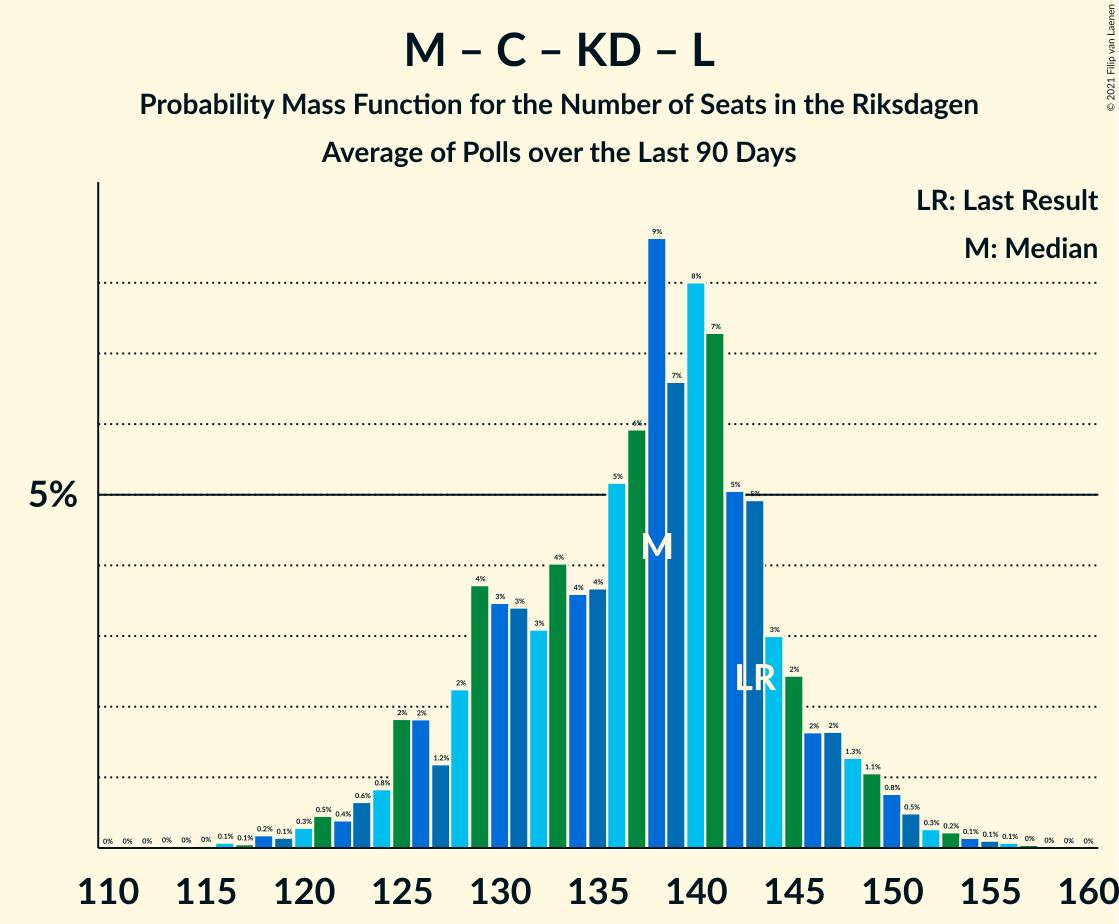 M – C – KD – L
Probability Mass Function for the Number of Seats in the Riksdagen
Average of Polls over the Last 90 Days
© 2021 Filip van Laenen
LR: Last Result
M: Median
5%
0% 0% 0% 0% 0% 0% 0.1% 0.1% 0.2% 0.1% 0.3% 0.5% 0.4% 0.6% 0.8% 2% 2% 1.2% 2% 4% 3% 3% 3% 4% 4% 4% 5% 6% 9% 7% 8% 7% 5% 5% 3% 2% 2% 2% 1.3% 1.1% 0.8% 0.5% 0.3% 0.2% 0.1% 0.1% 0.1% 0% 0% 0% 0%
M
LR
110 115 120 125 130 135 140 145 150 155 160